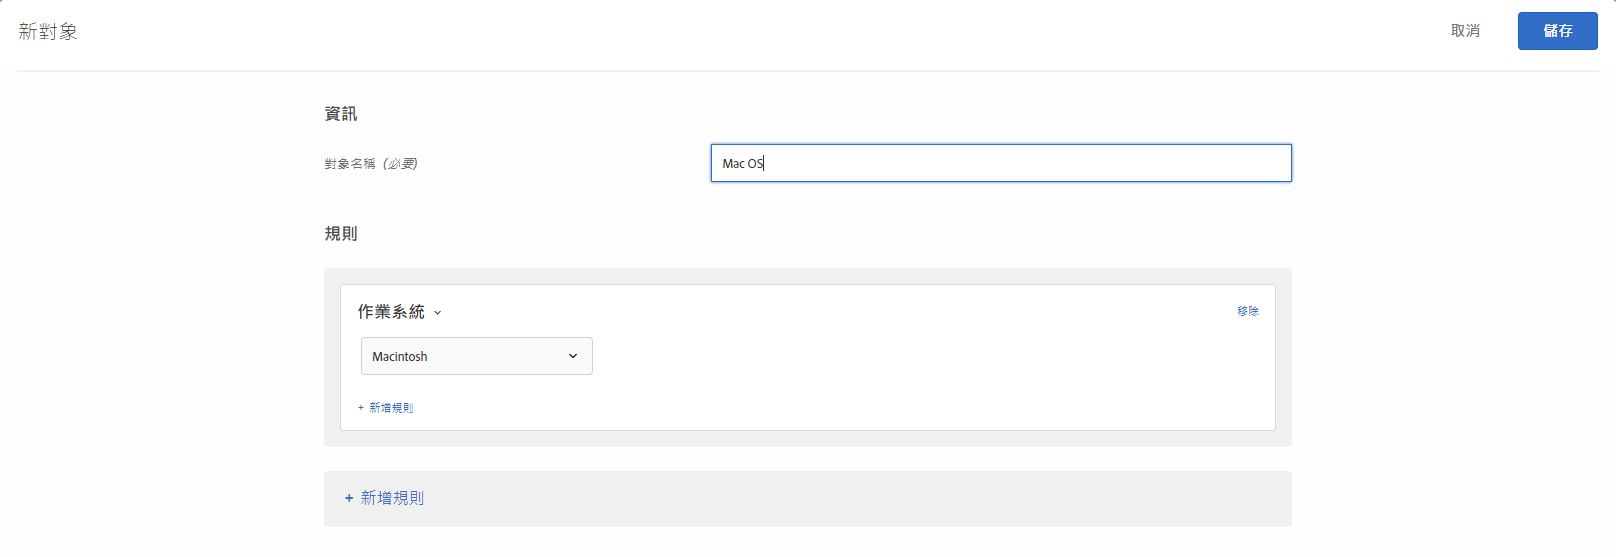 新對象
取消
儲存
資訊
對象名稱 (必要)
Mac OS
規則
作業系統
移除
Macintosh
+ 新增規則
+ 新增規則